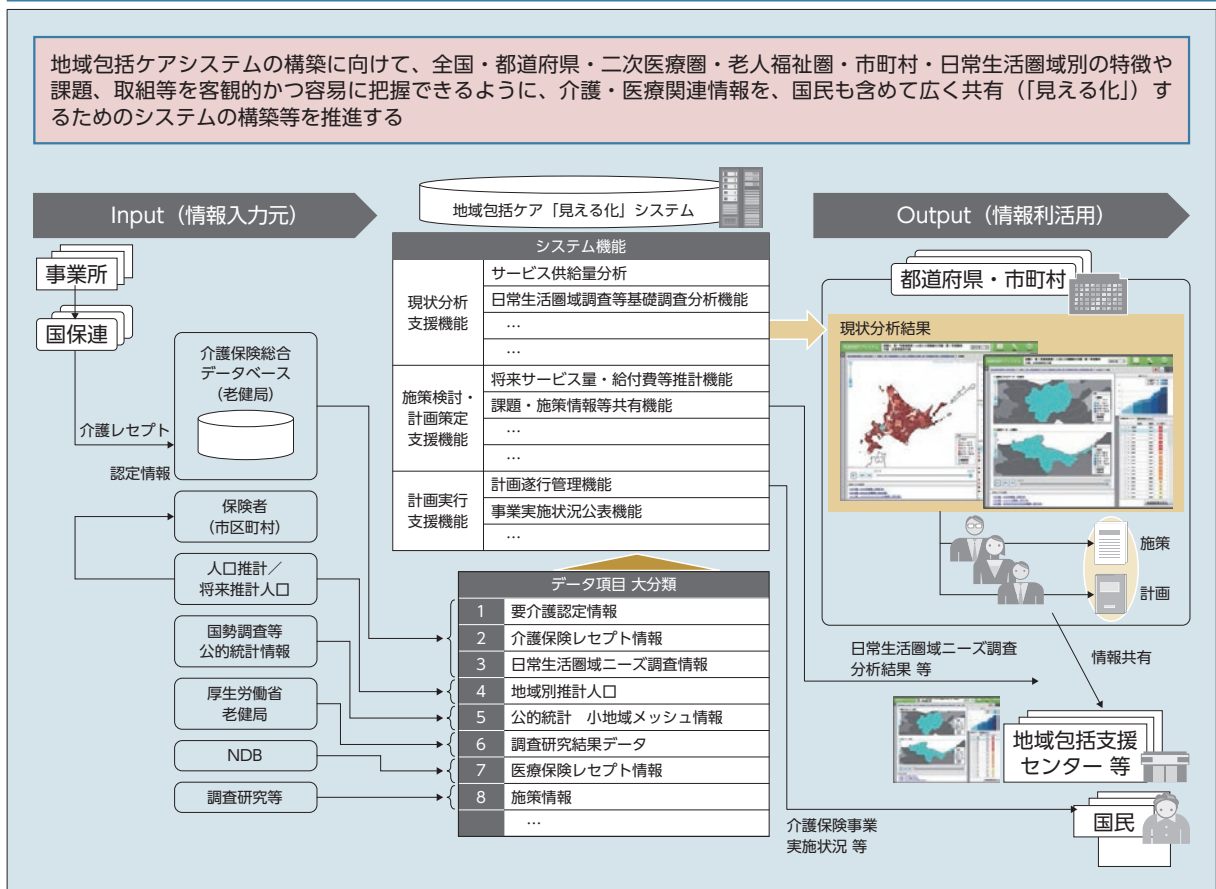 地域包括ケアシステムの構築に向けて、全国・都道府県・二次医療圏・老人福祉圏・市町村・日常生活圏域別の特徴や
課題、取組等を客観的かつ容易に把握できるように、介護・医療関連情報を、国民も含めて広く共有（「見える化」）す
るためのシステムの構築等を推進する
Input（情報入力元）
事業所
国保連
介護レセプト
認定情報
介護保険総合
データベース
（老健局）
保険者
（市区町村）
人口推計／
将来推計人口
国勢調査等
公的統計情報
厚生労働省
老健局
NDB
調査研究等
地域包括ケア「見える化」システム
システム機能
現状分析
支援機能
サービス供給量分析
日常生活圏域調査等基礎調査分析機能
…
…
施策検討・
計画策定
支援機能
将来サービス量・給付費等推計機能
課題・施策情報等共有機能
…
…
計画実行
支援機能
計画遂行管理機能
事業実施状況公表機能
…
データ項目 大分類
1 要介護認定情報
2 介護保険レセプト情報
3 日常生活圏域ニーズ調査情報
4 地域別推計人口
5 公的統計　小地域メッシュ情報
6 調査研究結果データ
7 医療保険レセプト情報
8 施策情報
…
Output（情報利活用）
都道府県・市町村
現状分析結果
施策
計画
日常生活圏域ニーズ調査
分析結果 等
情報共有
地域包括支援
センター 等
介護保険事業
実施状況 等
国民